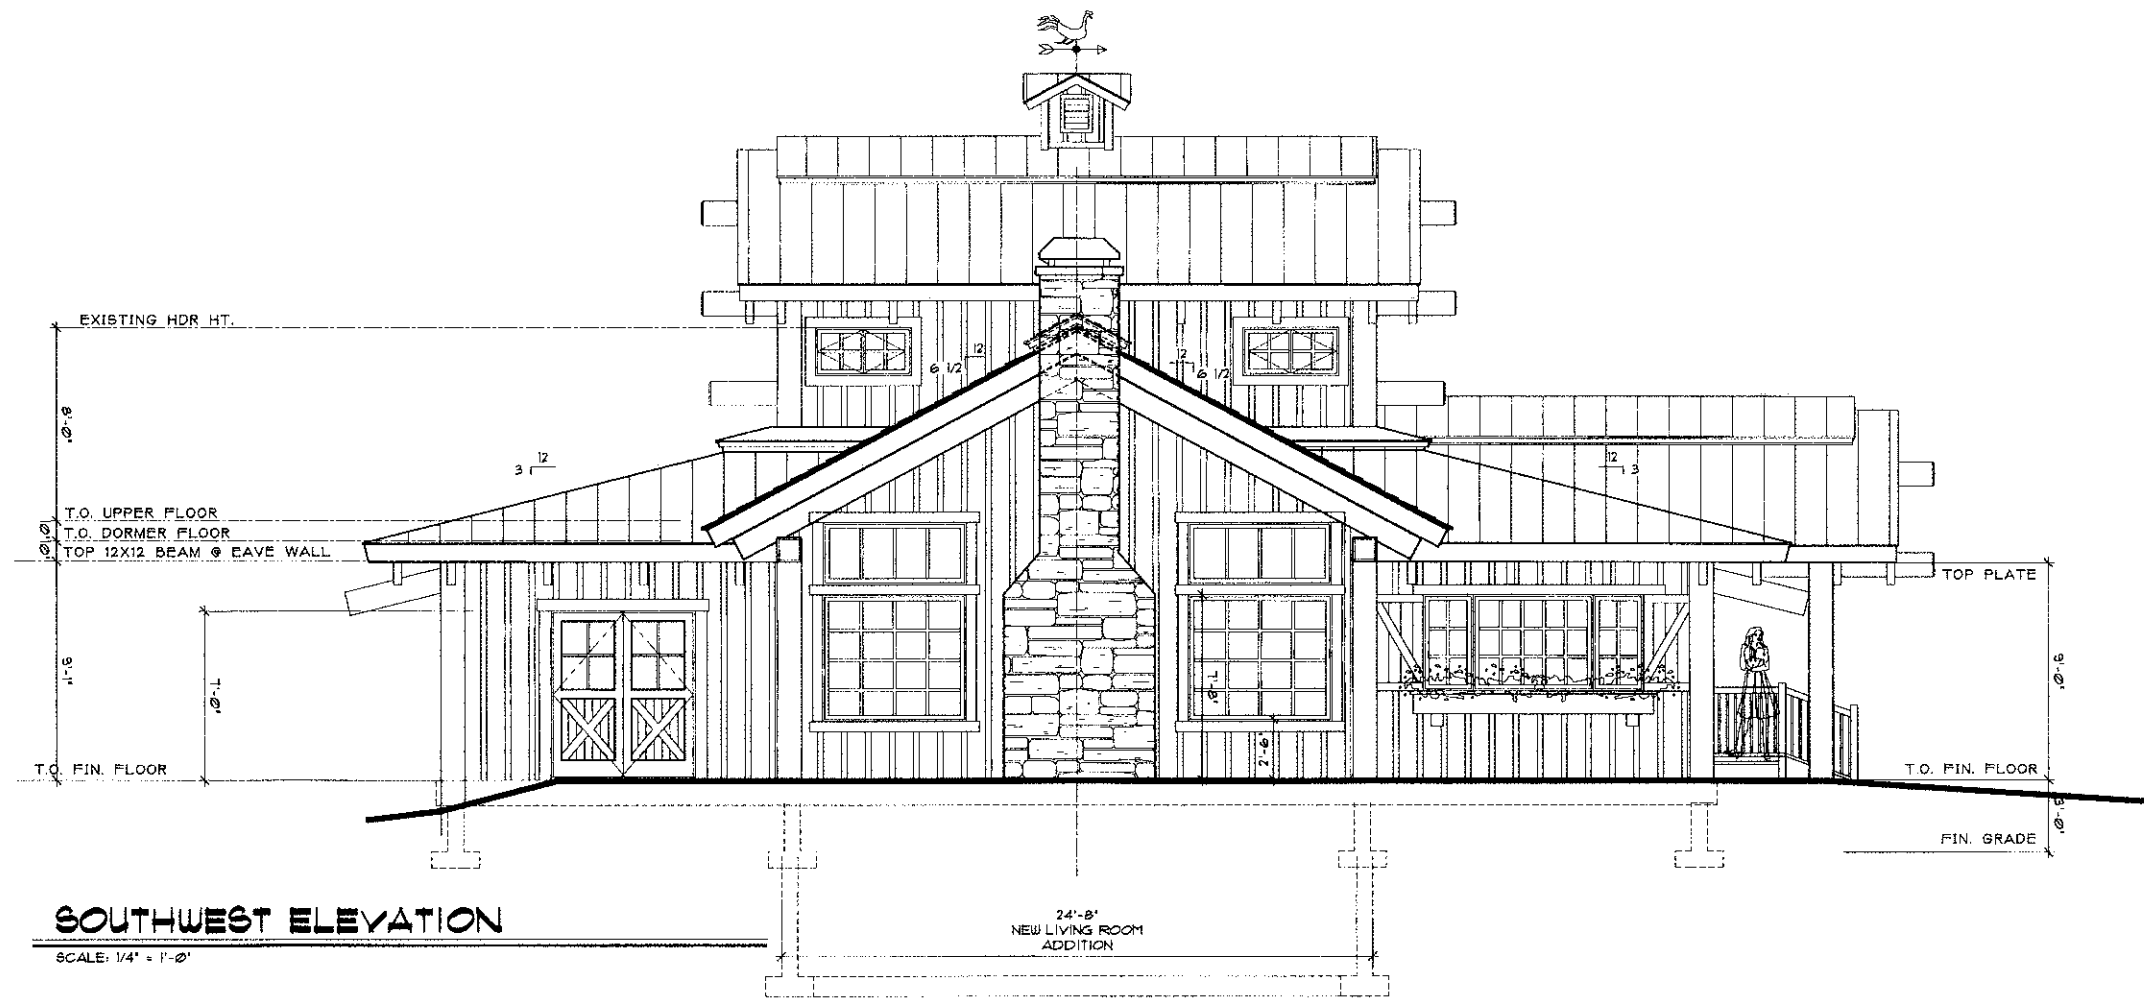 EXISTING HDR HT.
12
6 1/2
12
6 1/2
8'-0"
12
3
12
3
T.O. UPPER FLOOR
T.O. DORMER FLOOR
TOP 12X12 BEAM @ EAVE WALL
TOP PLATE
9'-1"
7'-0"
7'-8"
2'-6"
9'-0"
T.O. FIN. FLOOR
T.O. FIN. FLOOR
3'-0"
FIN. GRADE
SOUTHWEST ELEVATION
SCALE: 1/4" = 1'-0"
24'-8"
NEW LIVING ROOM
ADDITION